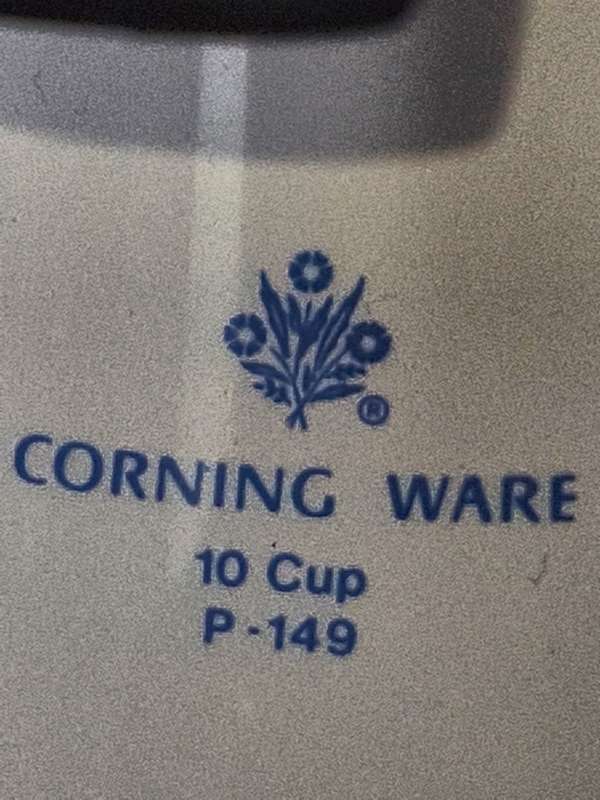 ®
CORNING WARE
10 Cup
P-149